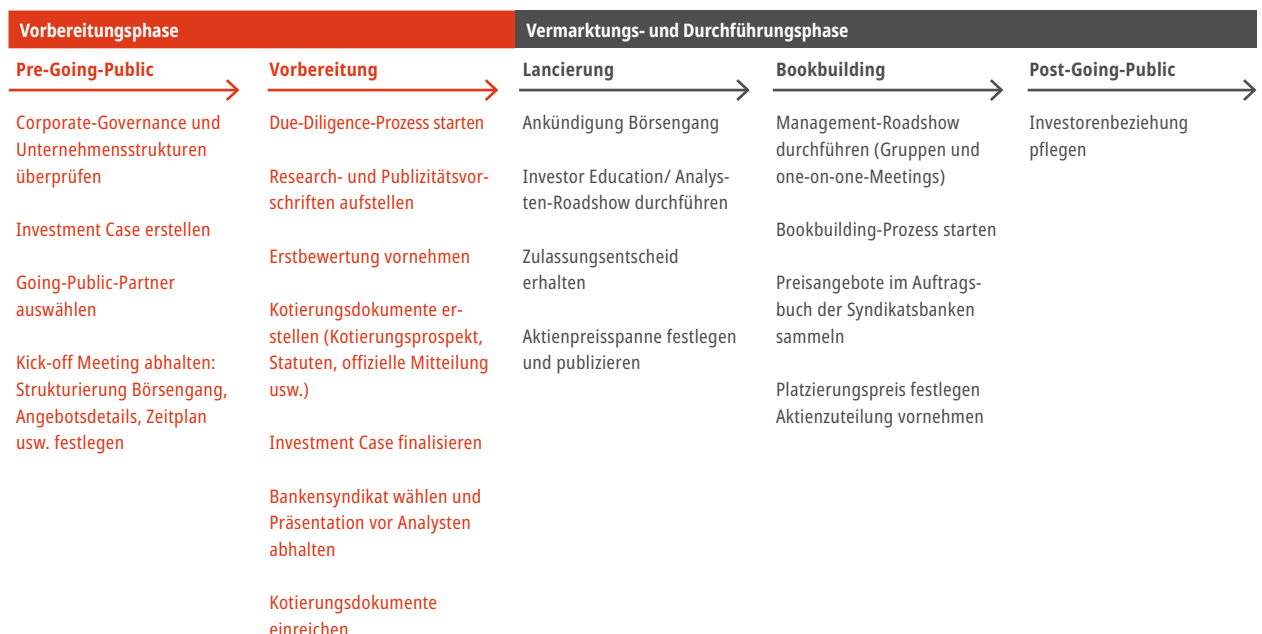 Vorbereitungsphase
Vermarktungs- und Durchführungsphase
Pre-Going-Public
Corporate-Governance und
Unternehmensstrukturen
überprüfen
Investment Case erstellen
Going-Public-Partner
auswählen
Kick-off Meeting abhalten:
Strukturierung Börsengang,
Angebotsdetails, Zeitplan
usw. festlegen
Vorbereitung
Due-Diligence-Prozess starten
Research- und Publizitätsvor-
schriften aufstellen
Erstbewertung vornehmen
Kotierungsdokumente er-
stellen (Kotierungsprospekt,
Statuten, offizielle Mitteilung
usw.)
Investment Case finalisieren
Bankensyndikat wählen und
Präsentation vor Analysten
abhalten
Kotierungsdokumente
einreichen
Lancierung
Ankündigung Börsengang
Investor Education/ Analys-
ten-Roadshow durchführen
Zulassungsentscheid
erhalten
Aktienpreisspanne festlegen
und publizieren
Bookbuilding
Management-Roadshow
durchführen (Gruppen und
one-on-one-Meetings)
Bookbuilding-Prozess starten
Preisangebote im Auftrags-
buch der Syndikatsbanken
sammeln
Platzierungspreis festlegen
Aktienzuteilung vornehmen
Post-Going-Public
Investorenbeziehung
pflegen